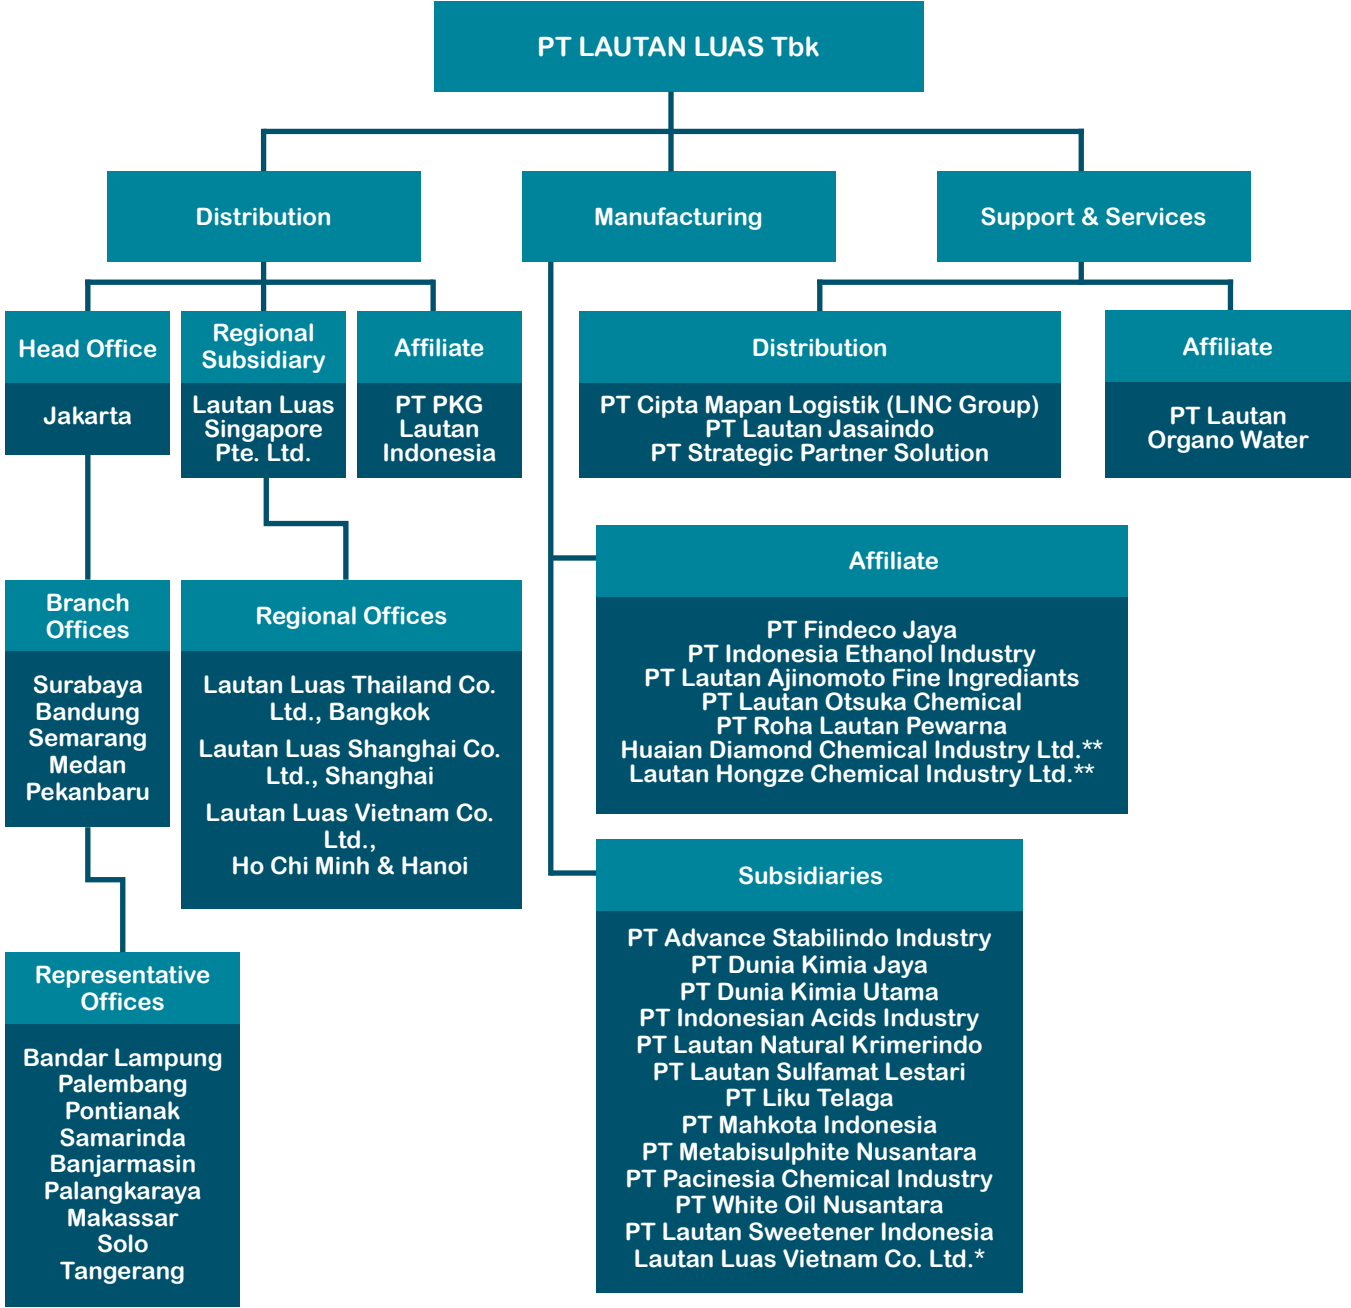 PT LAUTAN LUAS Tbk
Distribution
Manufacturing
Support & Services
Head Office
Jakarta
Regional
Subsidiary
Lautan Luas
Singapore
Pte. Ltd.
Affiliate
PT PKG
Lautan
Indonesia
Distribution
PT Cipta Mapan Logistik (LINC Group)
PT Lautan Jasaindo
PT Strategic Partner Solution
Affiliate
PT Lautan
Organo Water
Branch
Offices
Surabaya
Bandung
Semarang
Medan
Pekanbaru
Regional Offices
Lautan Luas Thailand Co.
Ltd., Bangkok
Lautan Luas Shanghai Co.
Ltd., Shanghai
Lautan Luas Vietnam Co.
Ltd.,
Ho Chi Minh & Hanoi
Affiliate
PT Findeco Jaya
PT Indonesia Ethanol Industry
PT Lautan Ajinomoto Fine Ingrediants
PT Lautan Otsuka Chemical
PT Roha Lautan Pewarna
Huaian Diamond Chemical Industry Ltd.**
Lautan Hongze Chemical Industry Ltd.**
Subsidiaries
PT Advance Stabilindo Industry
PT Dunia Kimia Jaya
PT Dunia Kimia Utama
PT Indonesian Acids Industry
PT Lautan Natural Krimerindo
PT Lautan Sulfamat Lestari
PT Liku Telaga
PT Mahkota Indonesia
PT Metabisulphite Nusantara
PT Pacinesia Chemical Industry
PT White Oil Nusantara
PT Lautan Sweetener Indonesia
Lautan Luas Vietnam Co. Ltd.*
Representative
Offices
Bandar Lampung
Palembang
Pontianak
Samarinda
Banjarmasin
Palangkaraya
Makassar
Solo
Tangerang